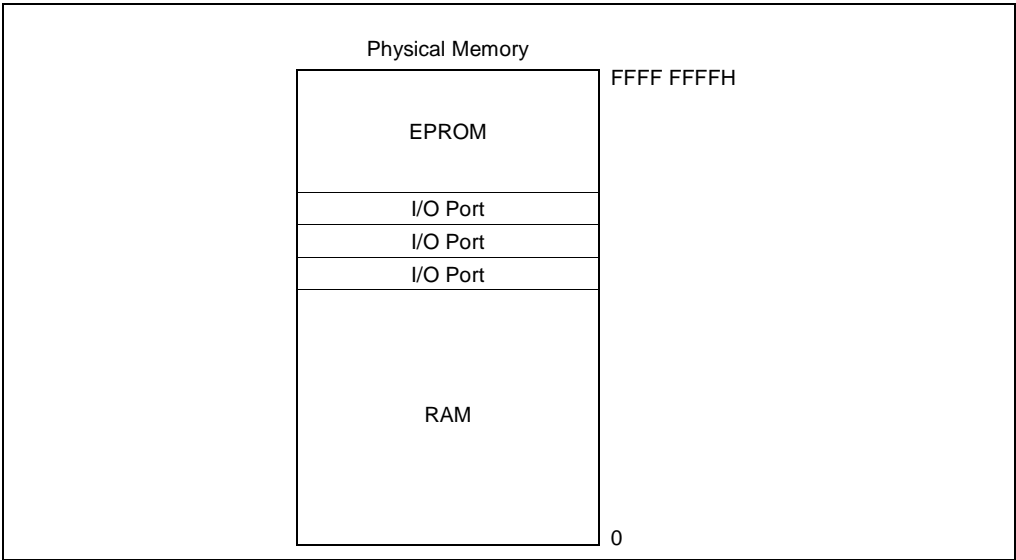 Physical Memory
FFFF FFFFH
EPROM
I/O Port
I/O Port
I/O Port
RAM
0